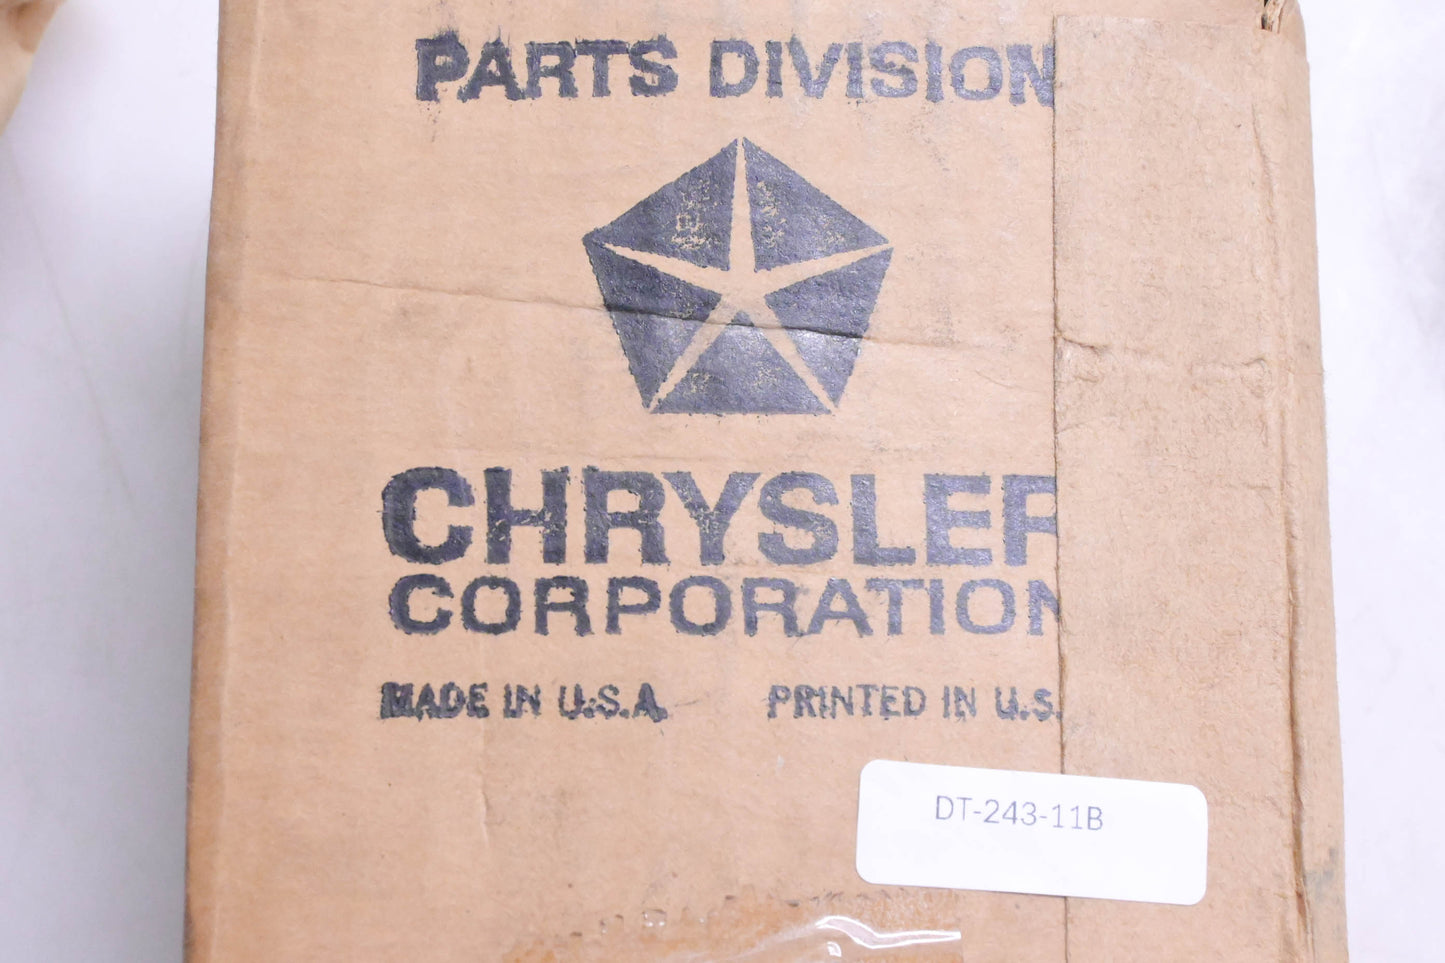 PARTS DIVISION
CHRYSLER
CORPORATION
MADE IN U.S.A. PRINTED IN U.S.
DT-243-11B